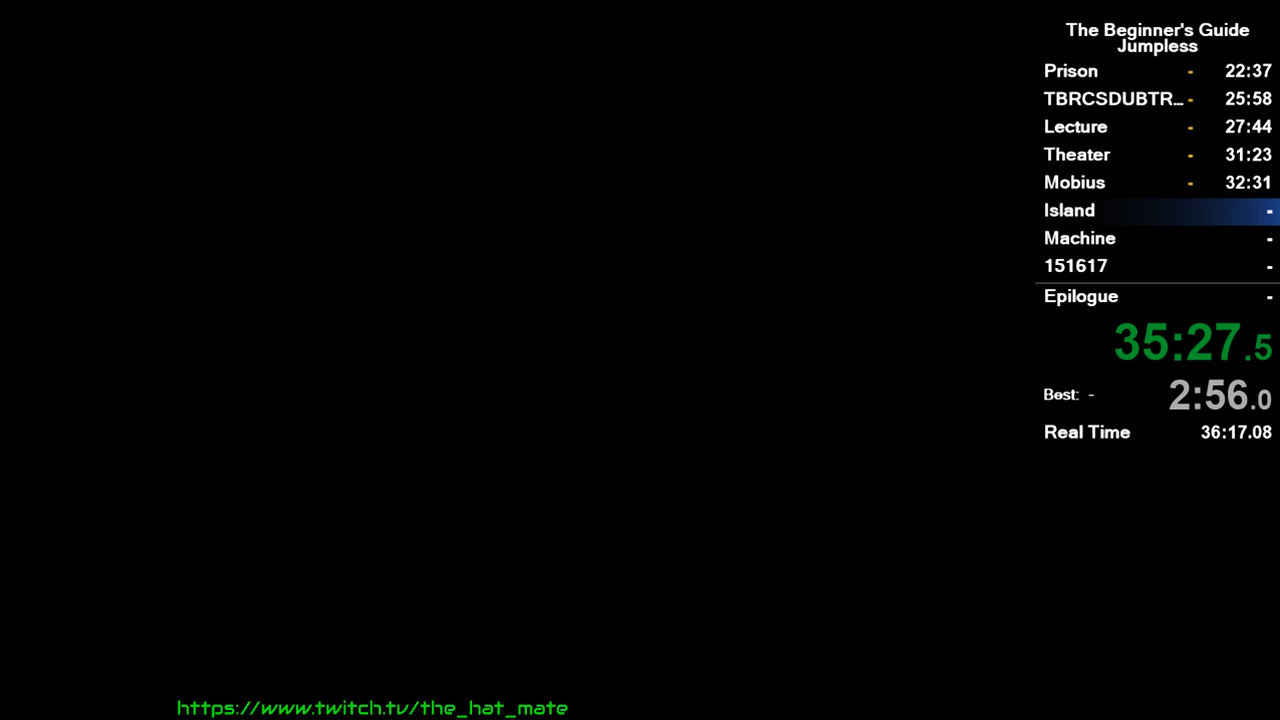 The Beginner's Guide
Jumpless
Prison - 22:37
TBRCSDUBTR... - 25:58
Lecture - 27:44
Theater - 31:23
Mobius - 32:31
Island -
Machine -
151617 -
Epilogue -
35:27.5
Best: - 2:56.0
Real Time 36:17.08
https://www.twitch.tv/the_hat_mate